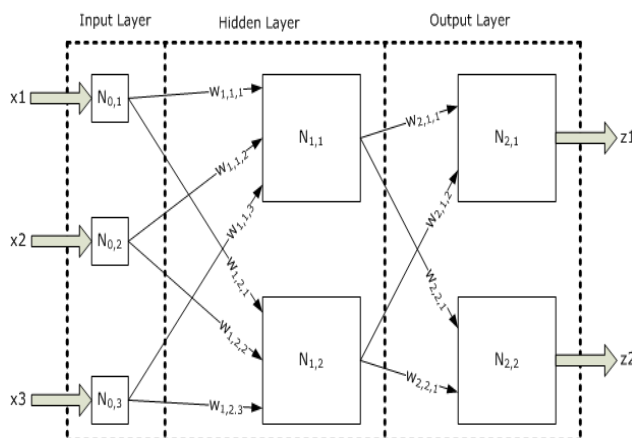 Input Layer
Hidden Layer
Output Layer
x1
N0,1
w1,1,1
N1,1
w2,1,1
N2,1
z1
w1,1,2
w1,1,3
w2,1,2
x2
N0,2
w1,2,1
w2,2,1
w1,2,2
N1,2
N2,2
z2
w2,2,1
x3
N0,3
w1,2,3